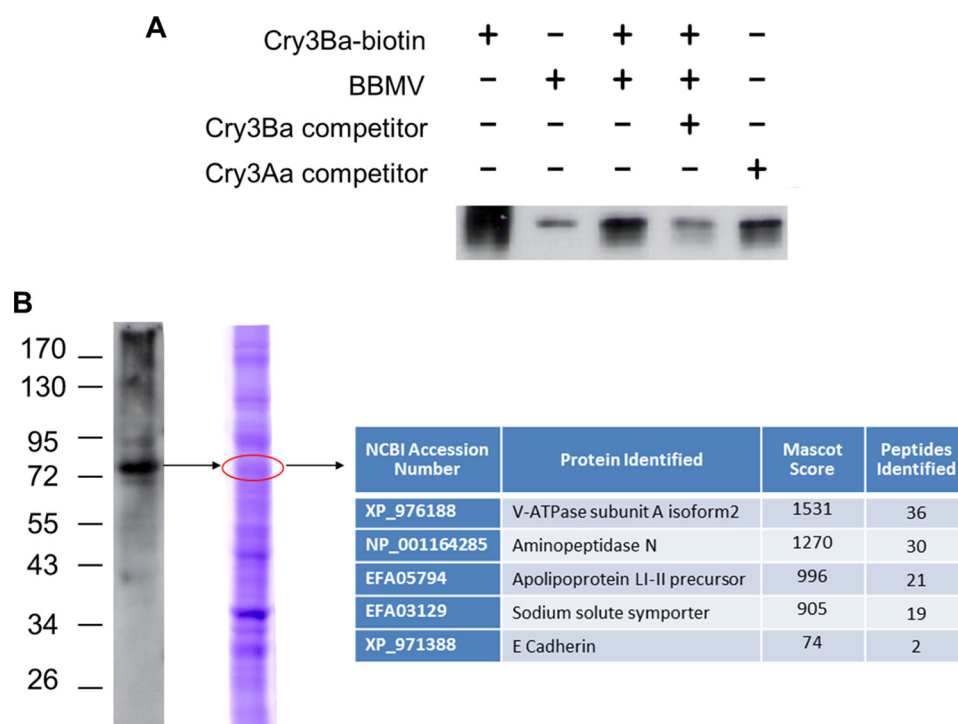 A
Cry3Ba-biotin + − + + −
BBMV − + + + −
Cry3Ba competitor − − − + −
Cry3Aa competitor − − − − +
B
170
130
95
72
55
43
34
26
NCBI Accession Number Protein Identified Mascot Score Peptides Identified
XP_976188 V-ATPase subunit A isoform2 1531 36
NP_001164285 Aminopeptidase N 1270 30
EFA05794 Apolipoprotein LI-II precursor 996 21
EFA03129 Sodium solute symporter 905 19
XP_971388 E Cadherin 74 2